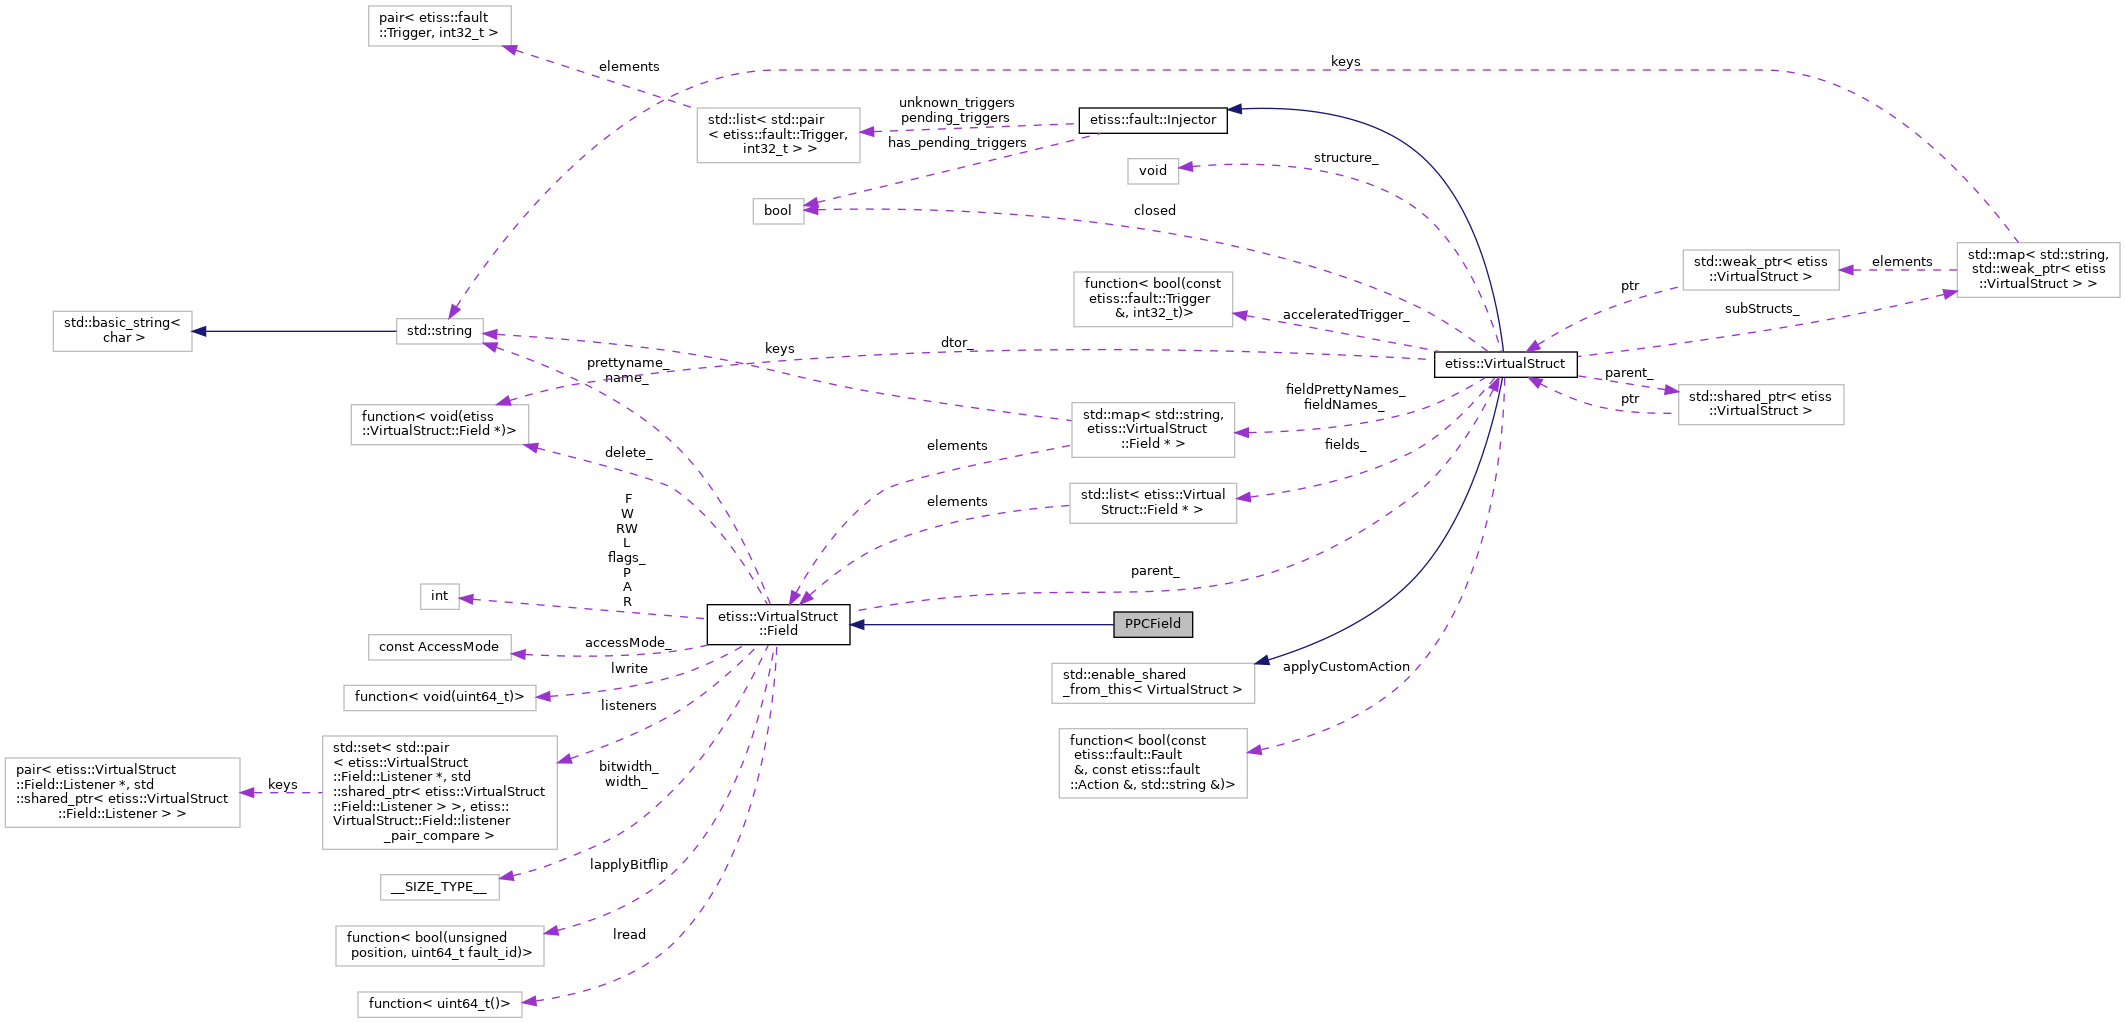 pair< etiss::fault
::Trigger, int32_t >
elements
keys
std::list< std::pair
< etiss::fault::Trigger,
int32_t > >
unknown_triggers
pending_triggers
has_pending_triggers
etiss::fault::Injector
void
structure_
bool
closed
function< bool(const
etiss::fault::Trigger
&, int32_t)>
acceleratedTrigger_
std::weak_ptr< etiss
::VirtualStruct >
elements
std::map< std::string,
std::weak_ptr< etiss
::VirtualStruct > >
ptr
subStructs_
std::basic_string<
char >
std::string
keys
dtor_
prettyname_
name_
etiss::VirtualStruct
parent_
ptr
std::shared_ptr< etiss
::VirtualStruct >
function< void(etiss
::VirtualStruct::Field *)>
fieldPrettyNames_
fieldNames_
std::map< std::string,
etiss::VirtualStruct
::Field * >
delete_
elements
fields_
std::list< etiss::Virtual
Struct::Field * >
elements
F
W
RW
L
flags_
P
A
R
int
parent_
etiss::VirtualStruct
::Field
PPCField
const AccessMode
accessMode_
std::enable_shared
_from_this< VirtualStruct >
applyCustomAction
lwrite
function< void(uint64_t)>
listeners
function< bool(const
etiss::fault::Fault
&, const etiss::fault
::Action &, std::string &)>
std::set< std::pair
< etiss::VirtualStruct
::Field::Listener *, std
::shared_ptr< etiss::VirtualStruct
::Field::Listener > >, etiss::
VirtualStruct::Field::listener
_pair_compare >
keys
pair< etiss::VirtualStruct
::Field::Listener *, std
::shared_ptr< etiss::VirtualStruct
::Field::Listener > >
bitwidth_
width_
__SIZE_TYPE__
lapplyBitflip
function< bool(unsigned
position, uint64_t fault_id)>
lread
function< uint64_t()>